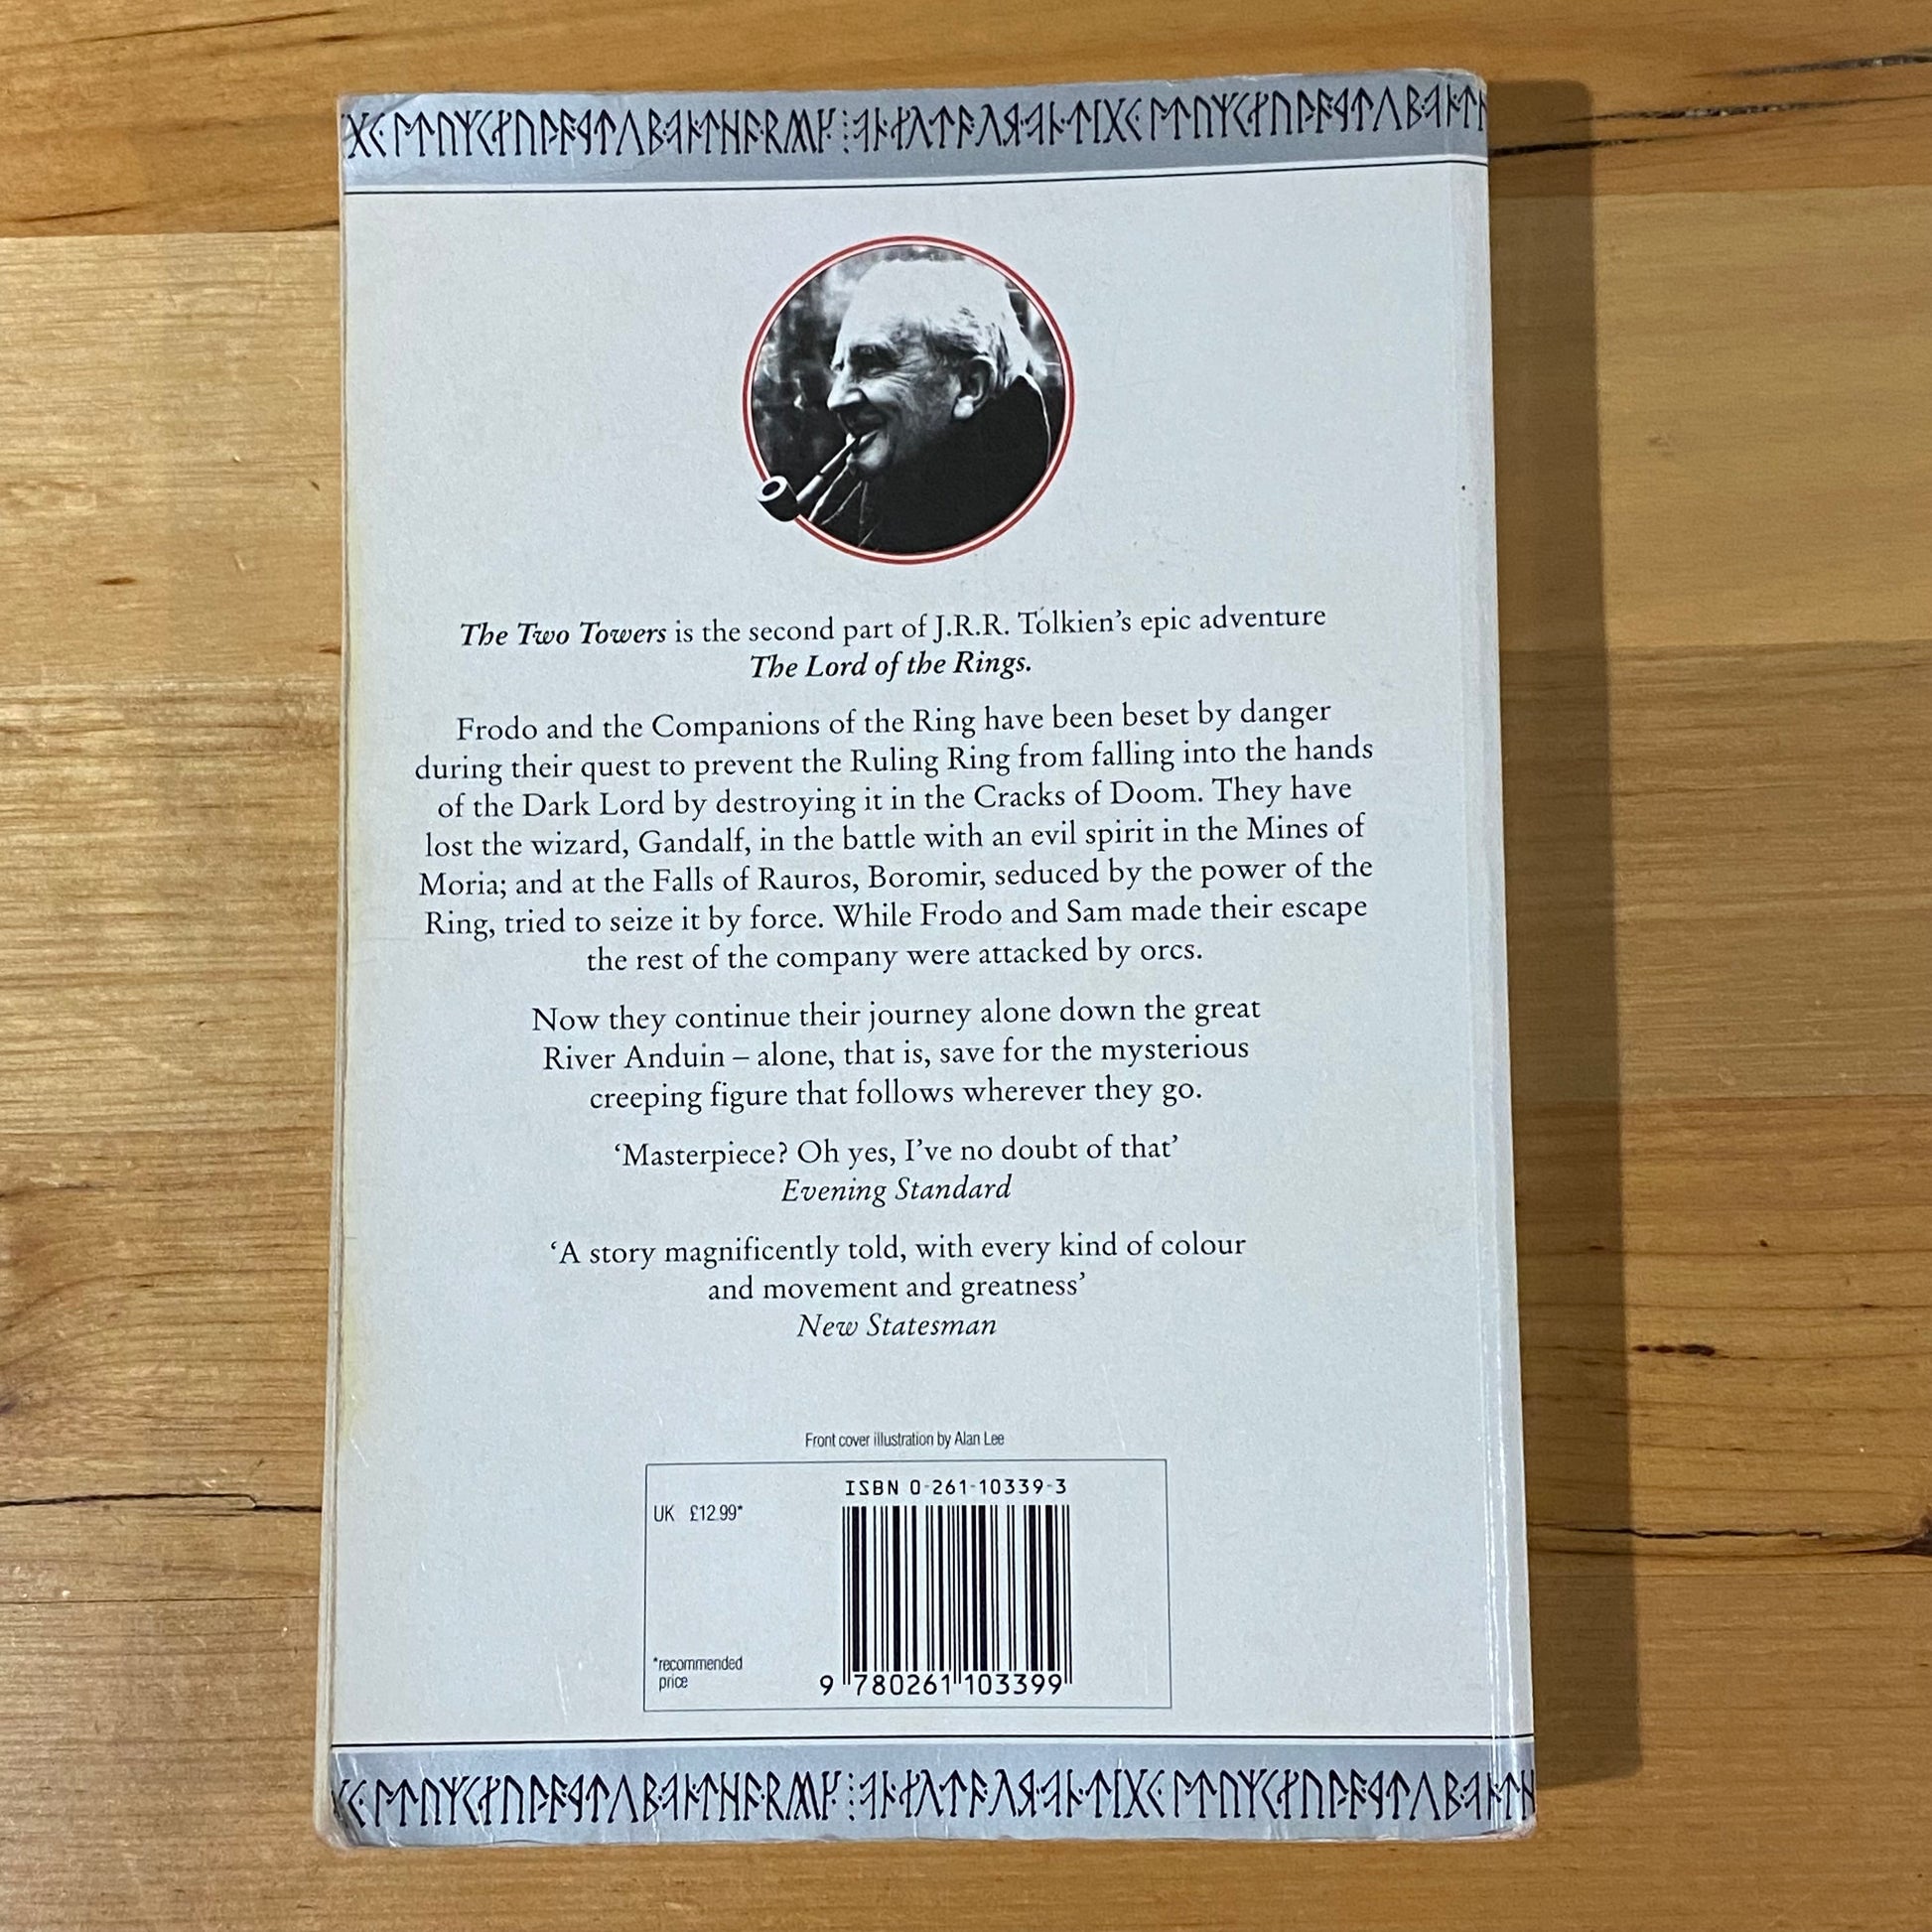 The Two Towers is the second part of J.R.R. Tolkien’s epic adventure
The Lord of the Rings.
Frodo and the Companions of the Ring have been beset by danger
during their quest to prevent the Ruling Ring from falling into the hands
of the Dark Lord by destroying it in the Cracks of Doom. They have
lost the wizard, Gandalf, in the battle with an evil spirit in the Mines of
Moria; and at the Falls of Rauros, Boromir, seduced by the power of the
Ring, tried to seize it by force. While Frodo and Sam made their escape
the rest of the company were attacked by orcs.
Now they continue their journey alone down the great
River Anduin – alone, that is, save for the mysterious
creeping figure that follows wherever they go.
‘Masterpiece? Oh yes, I’ve no doubt of that’
Evening Standard
‘A story magnificently told, with every kind of colour
and movement and greatness’
New Statesman
Front cover illustration by Alan Lee
ISBN 0-261-10339-3
UK £12.99*
*recommended
price
9 780261 103399